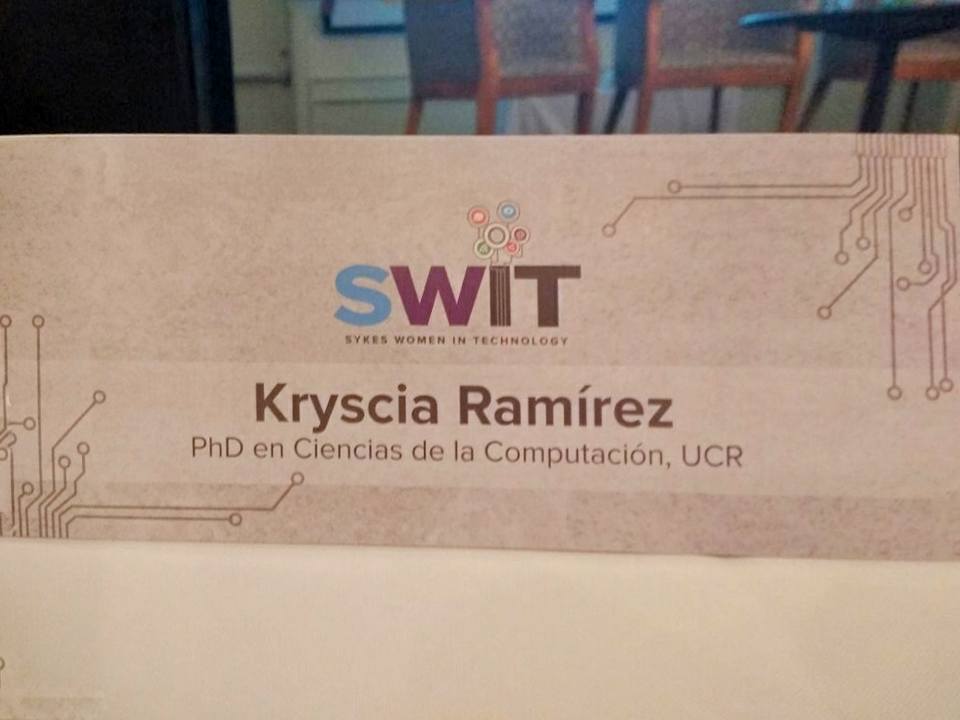 SWIT
SYKES WOMEN IN TECHNOLOGY
Kryscia Ramírez
PhD en Ciencias de la Computación, UCR